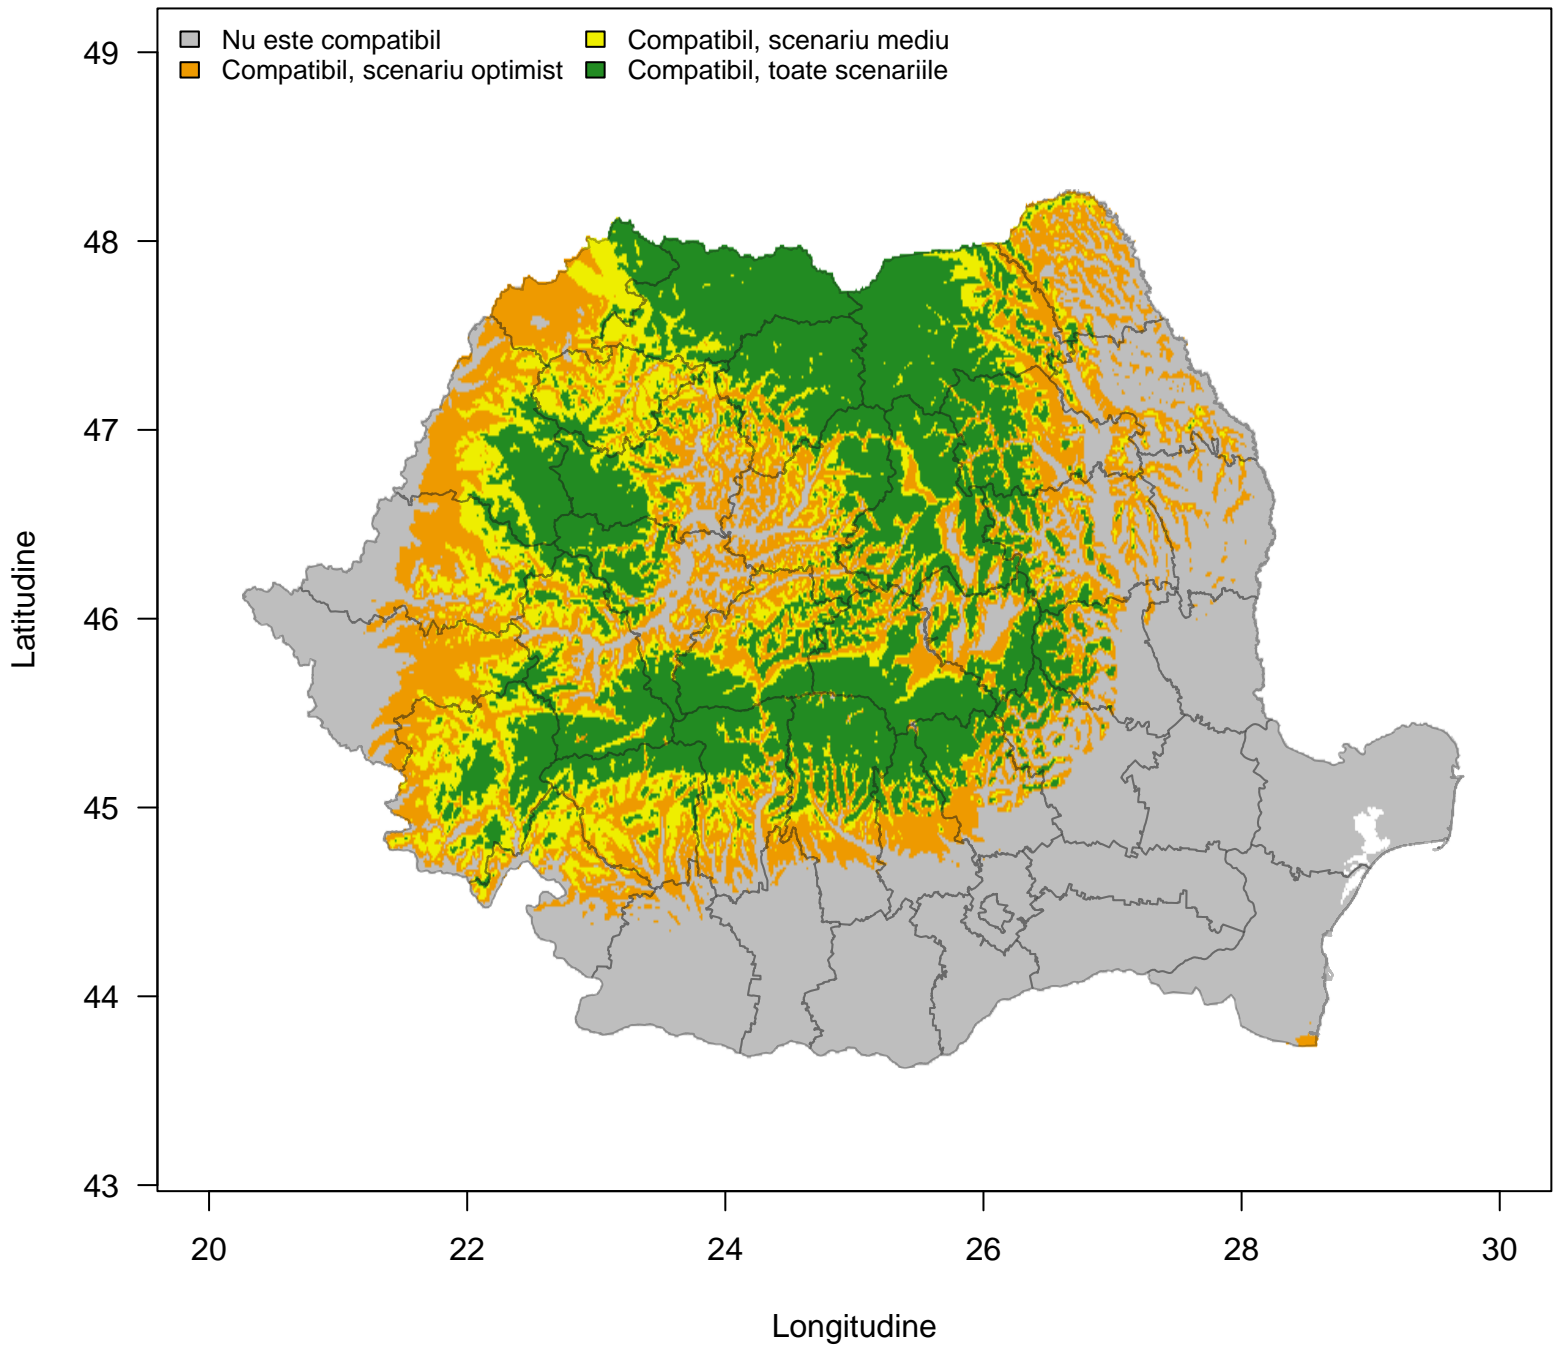 Nu este compatibil
Compatibil, scenariu optimist
Compatibil, scenariu mediu
Compatibil, toate scenariile
Latitudine
49
48
47
46
45
44
43
20 22 24 26 28 30
Longitudine